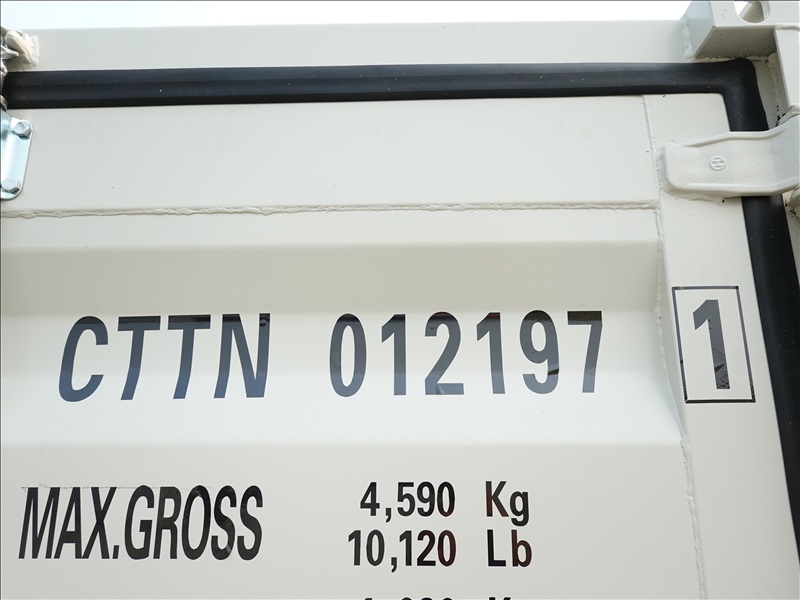 CTTN 012197 1
MAX.GROSS 4,590 Kg
10,120 Lb